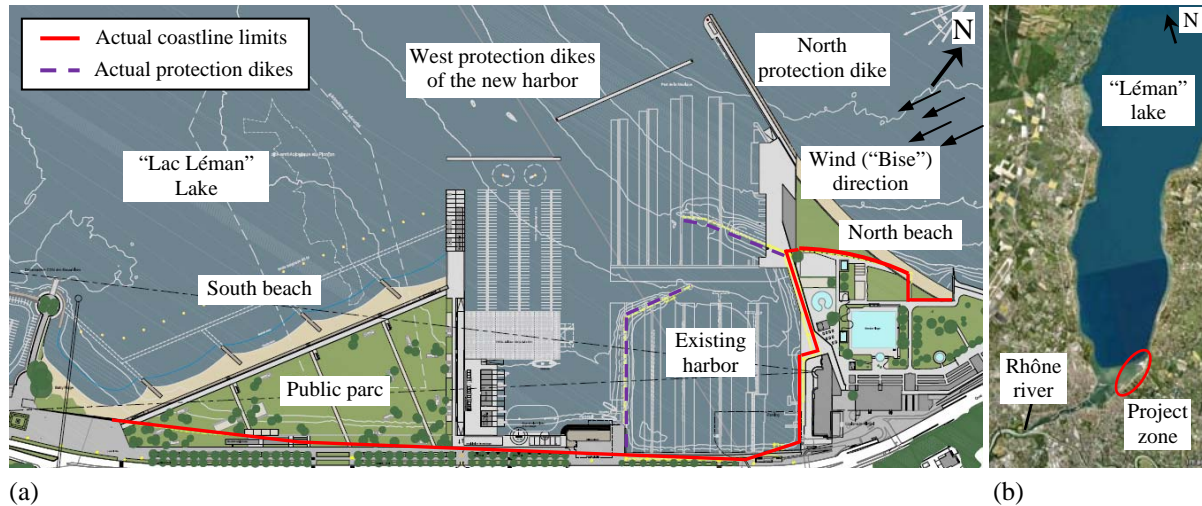 Actual coastline limits
Actual protection dikes
West protection dikes
of the new harbor
North
protection dike
N
"Lac Léman"
Lake
Wind ("Bise")
direction
North beach
South beach
Existing
harbor
Public parc
(a)
N
"Léman"
lake
Rhône
river
Project
zone
(b)